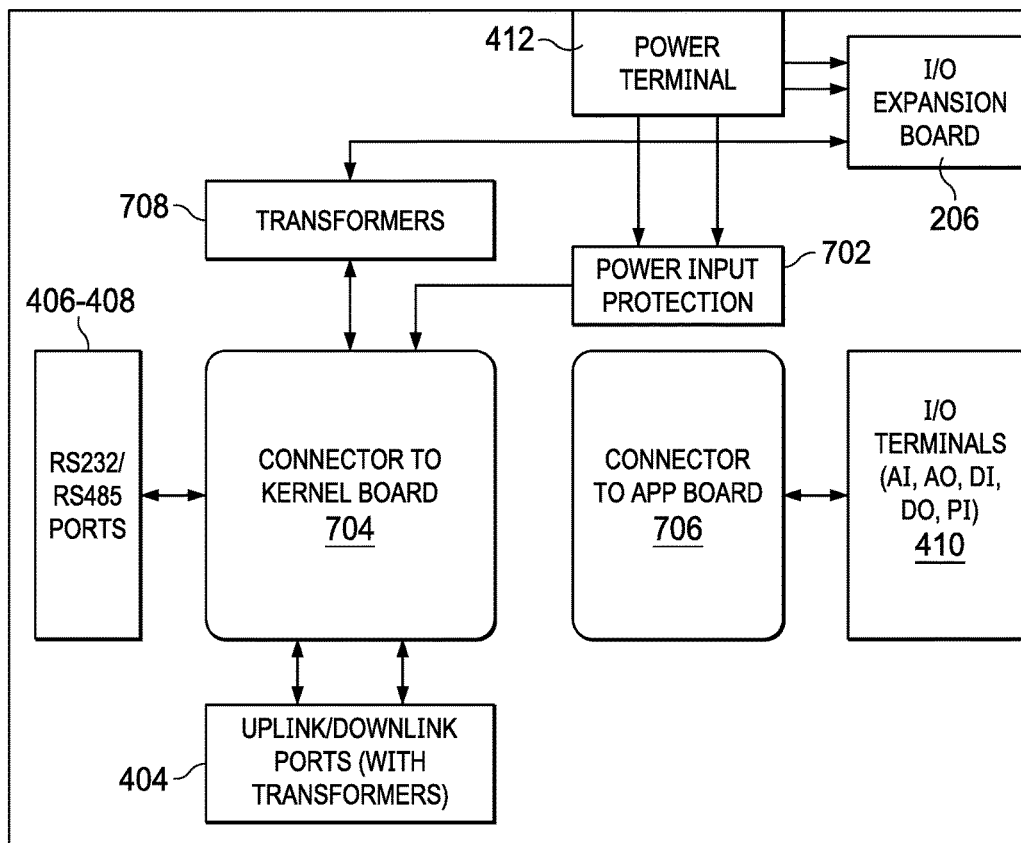 412
POWER
TERMINAL
I/O
EXPANSION
BOARD
206
708
TRANSFORMERS
702
POWER INPUT
PROTECTION
406-408
RS232/
RS485
PORTS
CONNECTOR TO
KERNEL BOARD
704
CONNECTOR
TO APP BOARD
706
I/O
TERMINALS
(AI, AO, DI,
DO, PI)
410
404
UPLINK/DOWNLINK
PORTS (WITH
TRANSFORMERS)